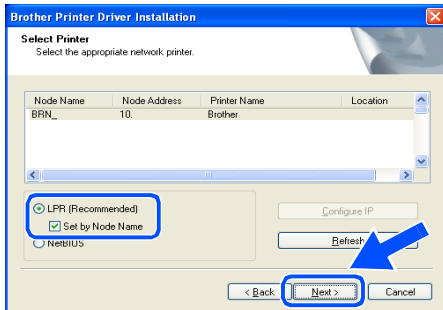 Brother Printer Driver Installation
Select Printer
Select the appropriate network printer.
Node Name Node Address Printer Name Location
BRN_ 10. Brother
LPR (Recommended)
Set by Node Name
NetBIOS
Configure IP
Refresh
< Back Next > Cancel